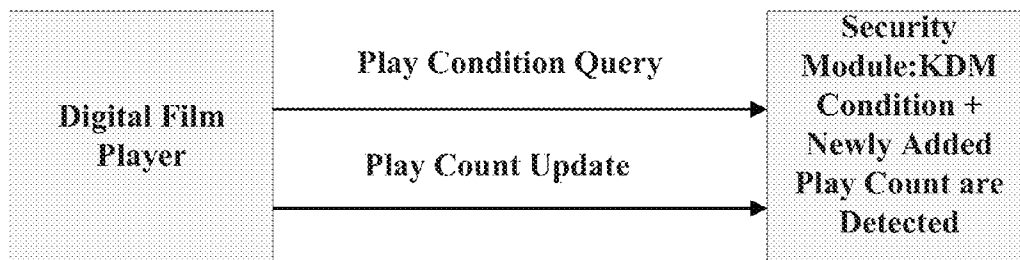 Digital Film
Player
Play Condition Query
Play Count Update
Security
Module:KDM
Condition +
Newly Added
Play Count are
Detected